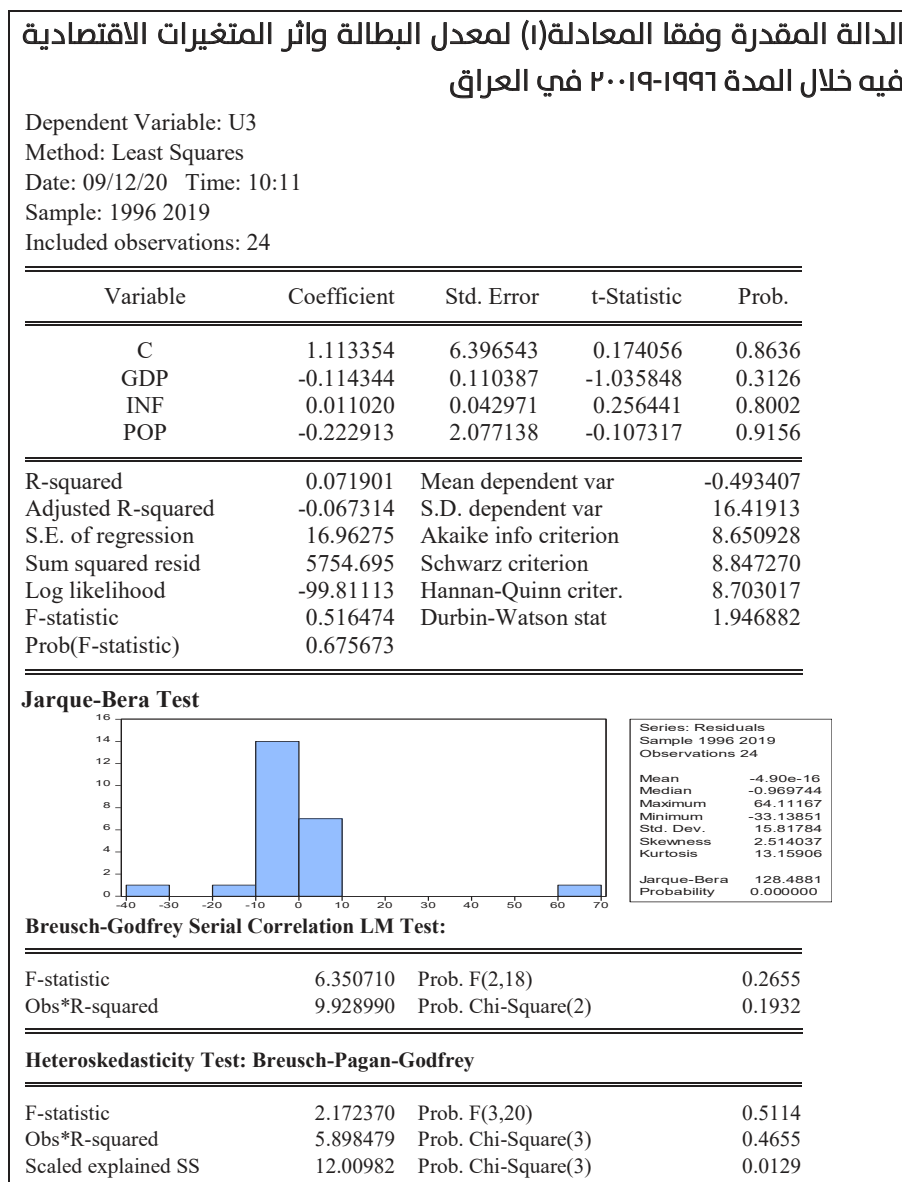 الدالة المقدرة وفقا المعادلة(١) لمعدل البطالة واثر المتغيرات الاقتصادية
فيه خلال المدة ١٩٩٦-٢٠٠١٩ في العراق
Dependent Variable: U3
Method: Least Squares
Date: 09/12/20 Time: 10:11
Sample: 1996 2019
Included observations: 24
Variable Coefficient Std. Error t-Statistic Prob.
C 1.113354 6.396543 0.174056 0.8636
GDP -0.114344 0.110387 -1.035848 0.3126
INF 0.011020 0.042971 0.256441 0.8002
POP -0.222913 2.077138 -0.107317 0.9156
R-squared 0.071901 Mean dependent var -0.493407
Adjusted R-squared -0.067314 S.D. dependent var 16.41913
S.E. of regression 16.96275 Akaike info criterion 8.650928
Sum squared resid 5754.695 Schwarz criterion 8.847270
Log likelihood -99.81113 Hannan-Quinn criter. 8.703017
F-statistic 0.516474 Durbin-Watson stat 1.946882
Prob(F-statistic) 0.675673
Jarque-Bera Test
16
14
12
10
8
6
4
2
0
-40 -30 -20 -10 0 10 20 30 40 50 60 70
Series: Residuals
Sample 1996 2019
Observations 24
Mean -4.90e-16
Median -0.969744
Maximum 64.11167
Minimum -33.13851
Std. Dev. 15.81784
Skewness 2.514037
Kurtosis 13.15906
Jarque-Bera 128.4881
Probability 0.000000
Breusch-Godfrey Serial Correlation LM Test:
F-statistic 6.350710 Prob. F(2,18) 0.2655
Obs*R-squared 9.928990 Prob. Chi-Square(2) 0.1932
Heteroskedasticity Test: Breusch-Pagan-Godfrey
F-statistic 2.172370 Prob. F(3,20) 0.5114
Obs*R-squared 5.898479 Prob. Chi-Square(3) 0.4655
Scaled explained SS 12.00982 Prob. Chi-Square(3) 0.0129